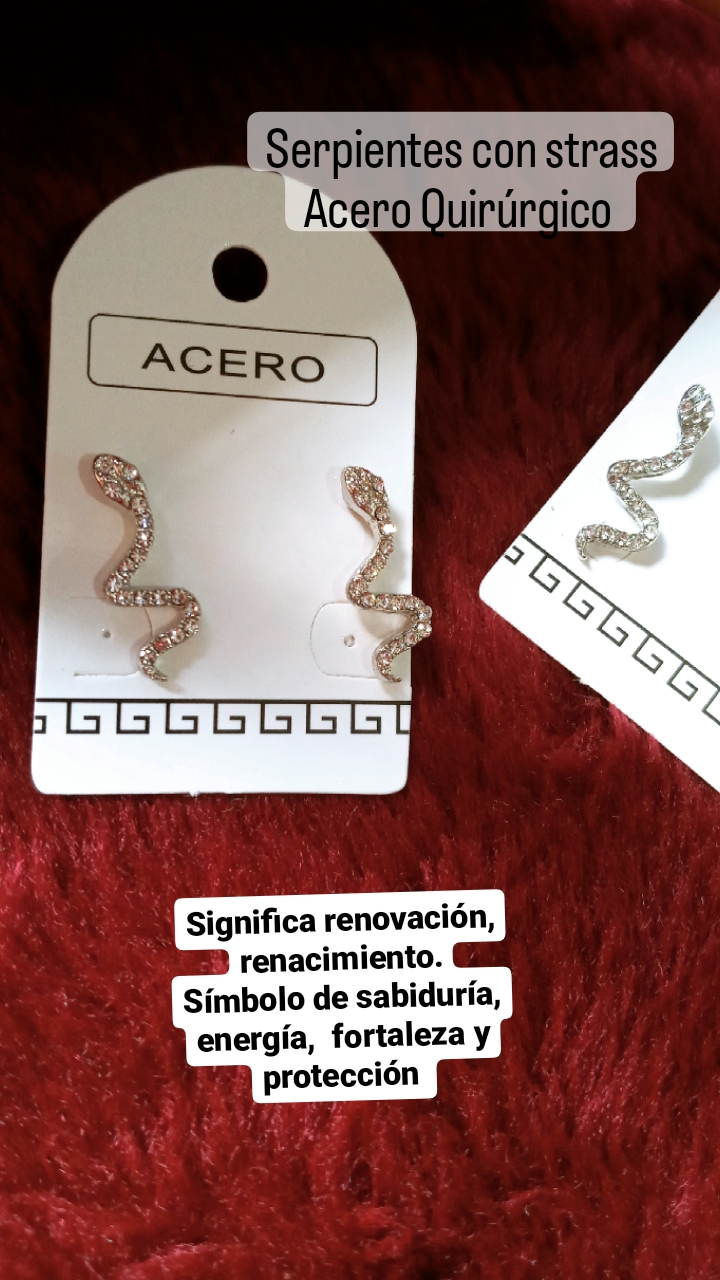 Serpientes con strass
Acero Quirúrgico
ACERO
Significa renovación,
renacimiento.
Símbolo de sabiduría,
energía, fortaleza y
protección